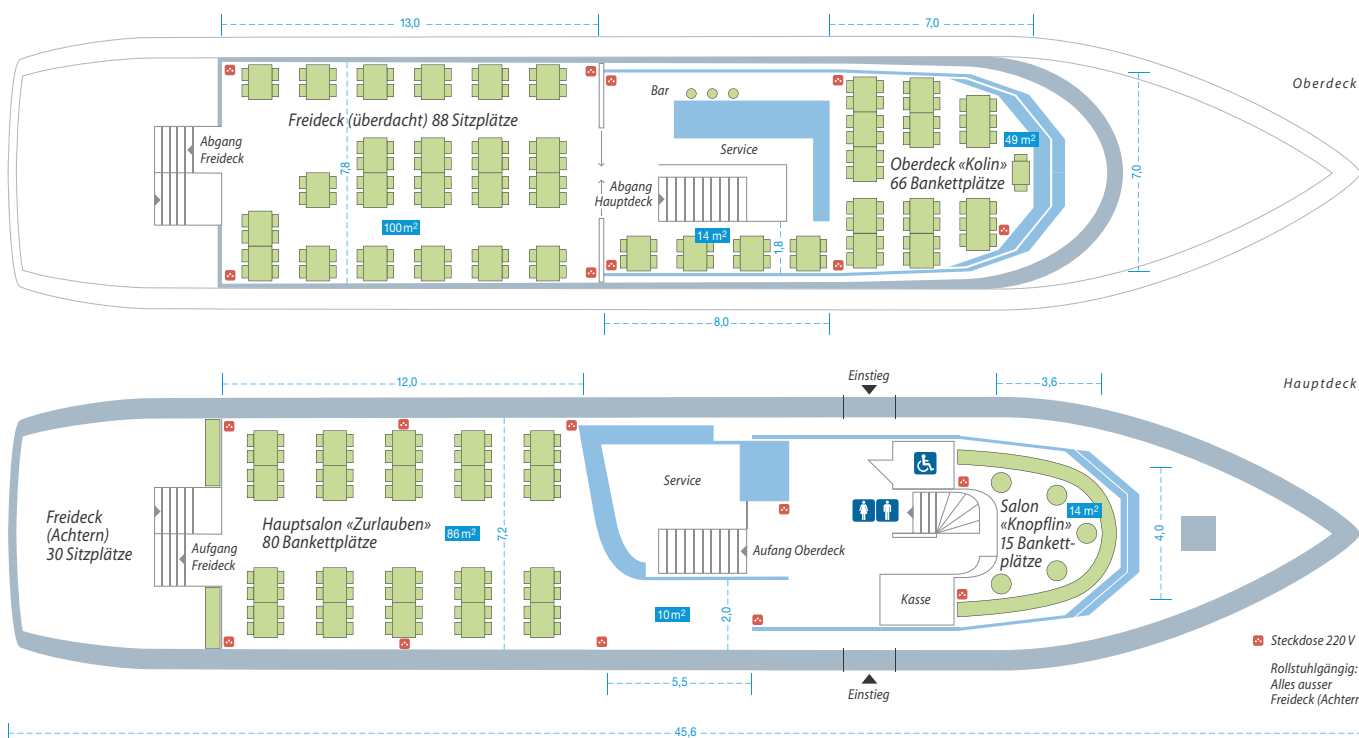 13,0
7,0
Oberdeck
Bar
Freideck (überdacht) 88 Sitzplätze
Abgang
Freideck
7,8
Service
49 m²
Oberdeck «Kolin»
66 Bankettplätze
7,0
Abgang
Hauptdeck
100 m²
14 m²
1,8
8,0
12,0
Einstieg
3,6
Hauptdeck
Service
Freideck
(Achtern)
30 Sitzplätze
Hauptsalon «Zurlauben»
80 Bankettplätze
86 m²
7,2
Aufgang
Freideck
Aufang Oberdeck
Salon
«Knopflin»
15 Bankett-
plätze
14 m²
4,0
Kasse
10 m²
2,0
5,5
Einstieg
Steckdose 220 V
Rollstuhlgängig:
Alles ausser
Freideck (Achtern
45,6